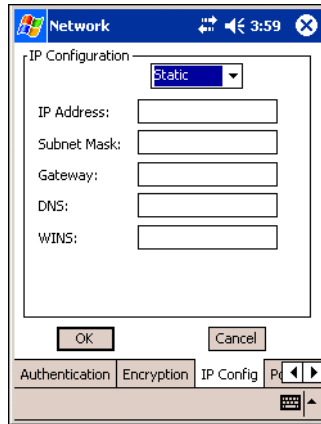 Network 3:59
IP Configuration
Static
IP Address:
Subnet Mask:
Gateway:
DNS:
WINS:
OK Cancel
Authentication Encryption IP Config